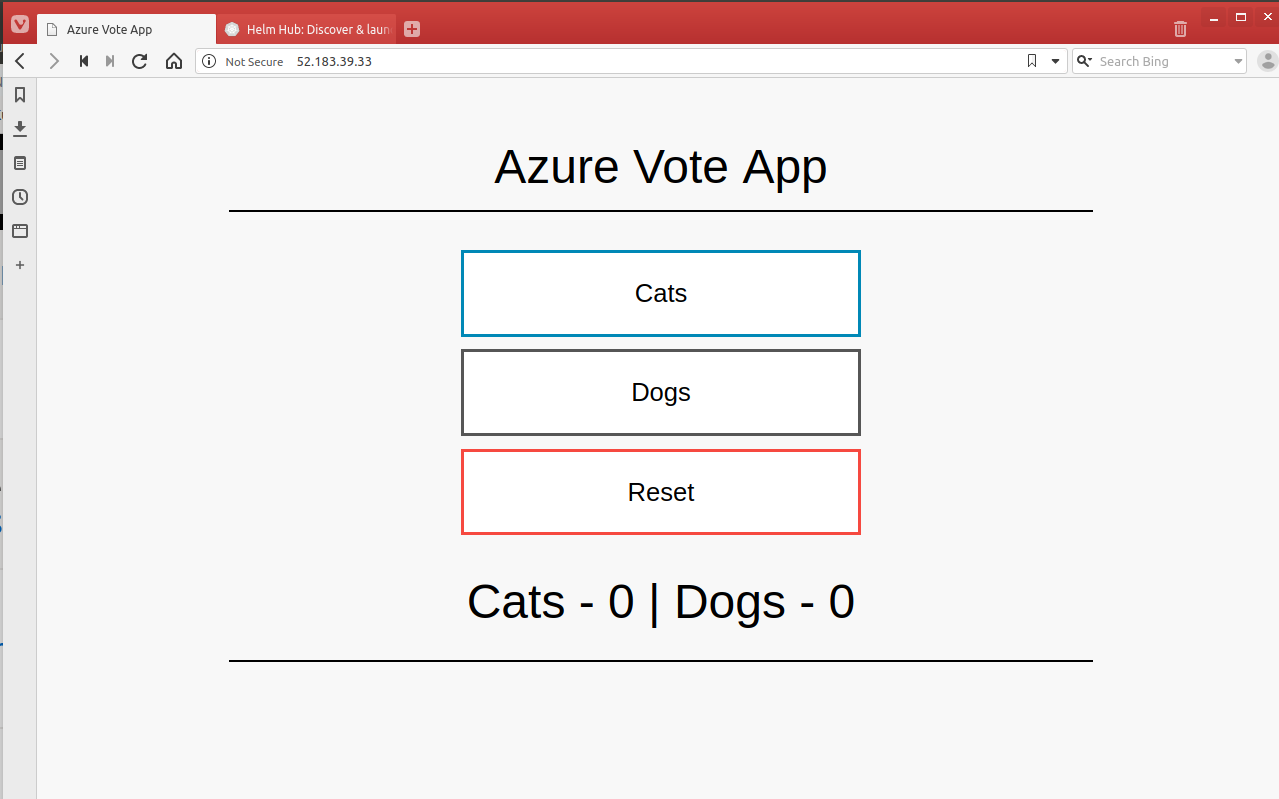 Azure Vote App
Helm Hub: Discover & laun
Not Secure 52.183.39.33
Search Bing
Azure Vote App
Cats
Dogs
Reset
Cats - 0 | Dogs - 0